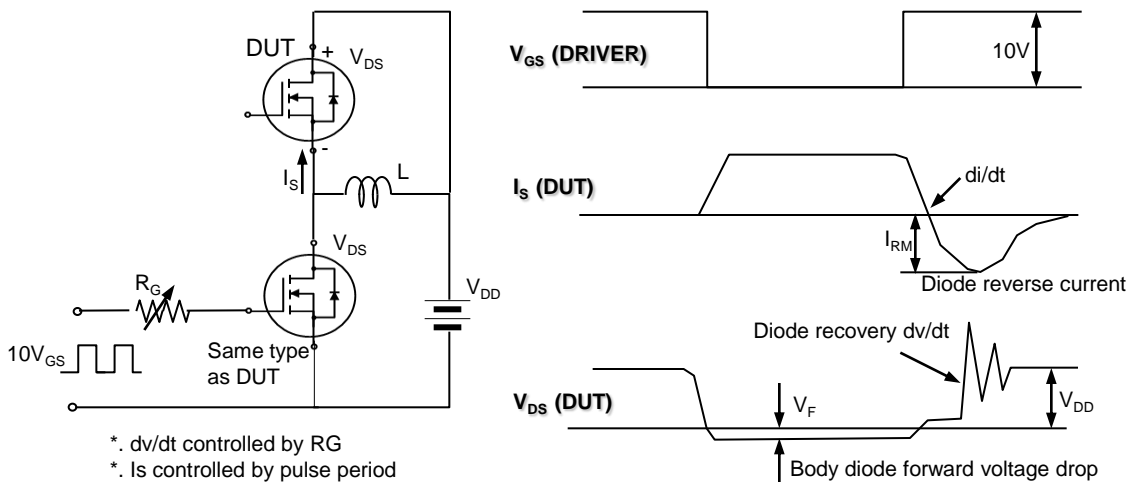 DUT
+
V_DS
-
I_S
L
V_DS
R_G
V_DD
10V_GS
Same type
as DUT
*. dv/dt controlled by RG
*. Is controlled by pulse period
V_GS (DRIVER)
10V
I_S (DUT)
di/dt
I_RM
Diode reverse current
Diode recovery dv/dt
V_DS (DUT)
V_F
V_DD
Body diode forward voltage drop